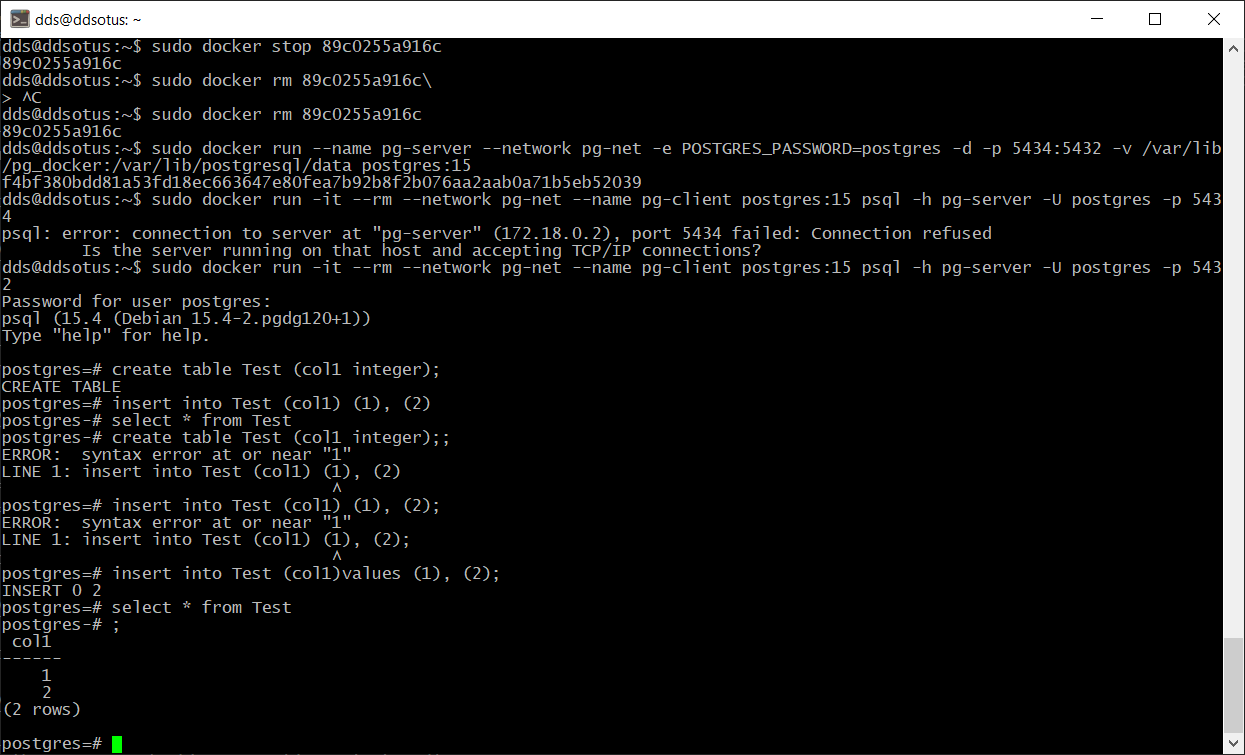 dds@ddsotus: ~
dds@ddsotus:~$ sudo docker stop 89c0255a916c
89c0255a916c
dds@ddsotus:~$ sudo docker rm 89c0255a916c\
> ^C
dds@ddsotus:~$ sudo docker rm 89c0255a916c
89c0255a916c
dds@ddsotus:~$ sudo docker run --name pg-server --network pg-net -e POSTGRES_PASSWORD=postgres -d -p 5434:5432 -v /var/lib
/pg_docker:/var/lib/postgresql/data postgres:15
f4bf380bdd81a53fd18ec663647e80fea7b92b8f2b076aa2aab0a71b5eb52039
dds@ddsotus:~$ sudo docker run -it --rm --network pg-net --name pg-client postgres:15 psql -h pg-server -U postgres -p 543
4
psql: error: connection to server at "pg-server" (172.18.0.2), port 5434 failed: Connection refused
        Is the server running on that host and accepting TCP/IP connections?
dds@ddsotus:~$ sudo docker run -it --rm --network pg-net --name pg-client postgres:15 psql -h pg-server -U postgres -p 543
2
Password for user postgres:
psql (15.4 (Debian 15.4-2.pgdg120+1))
Type "help" for help.

postgres=# create table Test (col1 integer);
CREATE TABLE
postgres=# insert into Test (col1) (1), (2)
postgres-# select * from Test
postgres-# create table Test (col1 integer);;
ERROR:  syntax error at or near "1"
LINE 1: insert into Test (col1) (1), (2)
                                 ^
postgres=# insert into Test (col1) (1), (2);
ERROR:  syntax error at or near "1"
LINE 1: insert into Test (col1) (1), (2);
                                 ^
postgres=# insert into Test (col1)values (1), (2);
INSERT 0 2
postgres=# select * from Test
postgres-# ;
 col1
------
    1
    2
(2 rows)

postgres=#